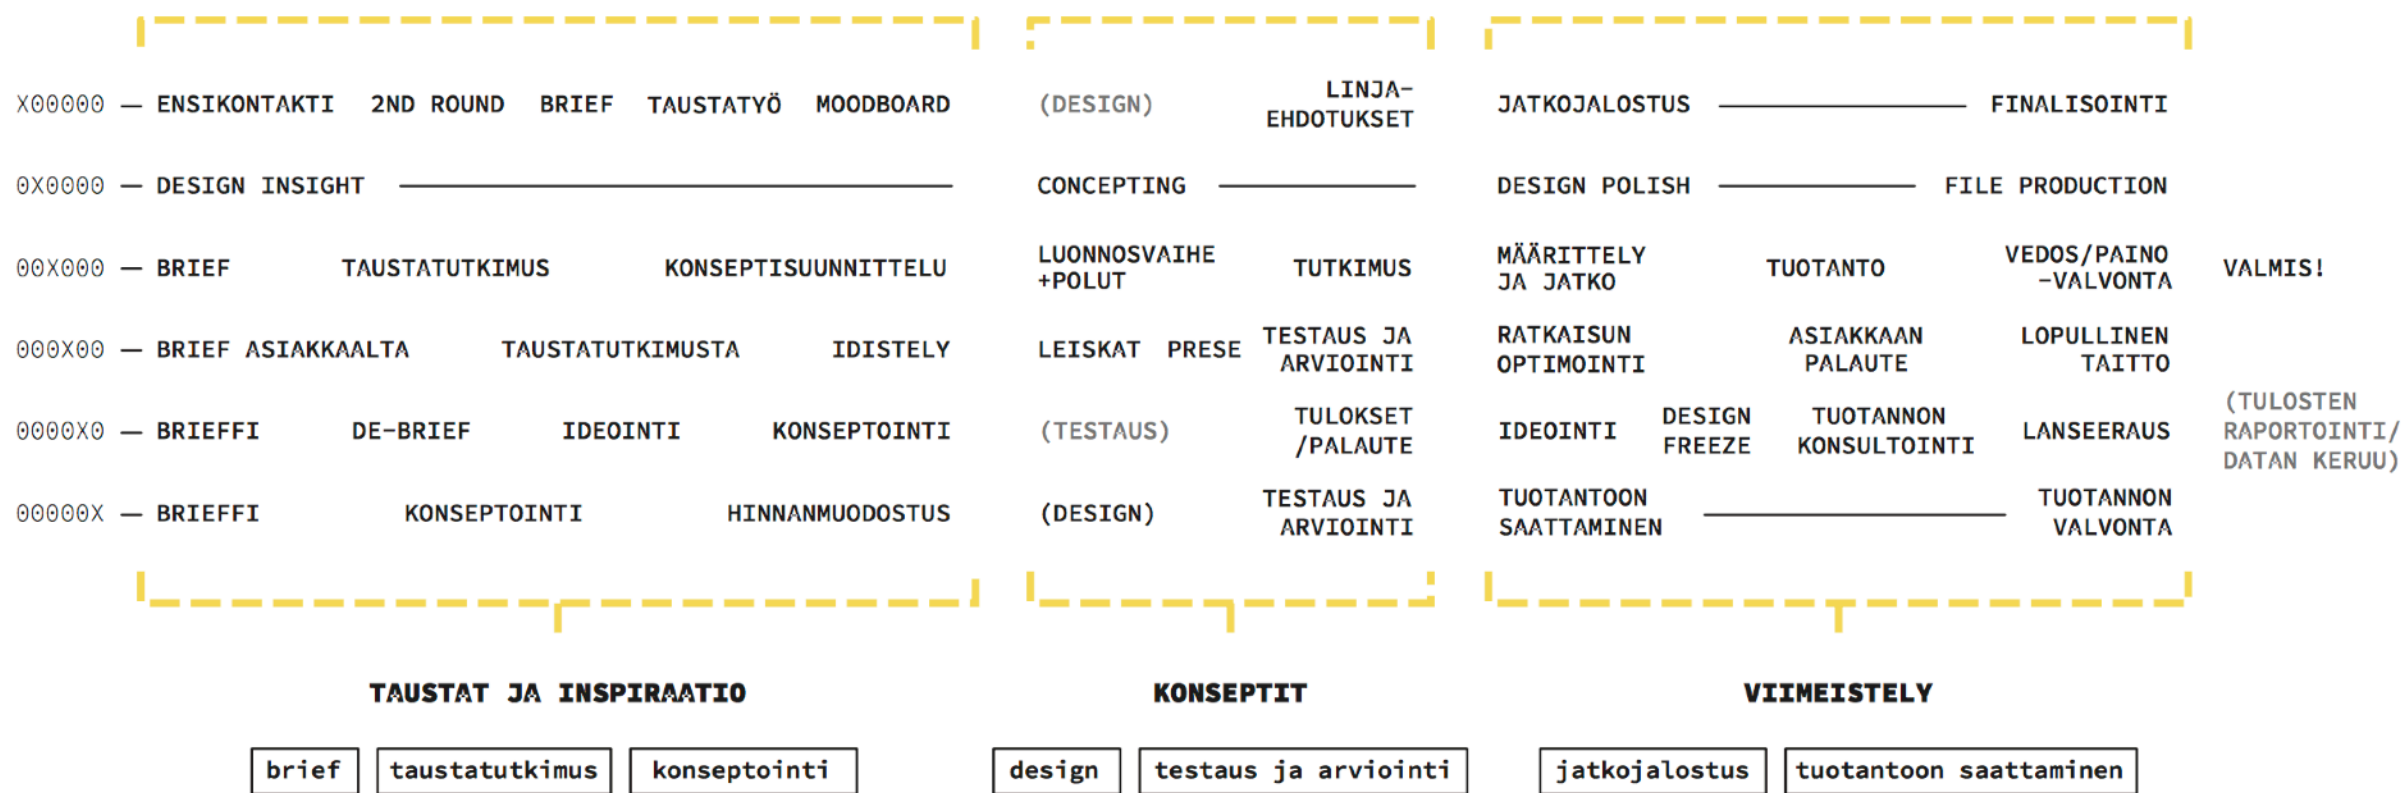 X00000 — ENSIKONTAKTI 2ND ROUND BRIEF TAUSTATYÖ MOODBOARD (DESIGN) LINJA-
EHDOTUKSET JATKOJALOSTUS FINALISOINTI
0X0000 — DESIGN INSIGHT CONCEPTING DESIGN POLISH FILE PRODUCTION
00X000 — BRIEF TAUSTATUTKIMUS KONSEPTISUUNNITTELU
LUONNOSVAIHE
+POLUT
TUTKIMUS
MÄÄRITTELY
JA JATKO
TUOTANTO
VEDOS/PAINO
-VALVONTA
VALMIS!
000X00 — BRIEF ASIAKKAALTA TAUSTATUTKIMUSTA IDISTELY
LEISKAT PRESE
TESTAUS JA
ARVIOINTI
RATKAISUN
OPTIMOINTI
ASIAKKAAN
PALAUTE
LOPULLINEN
TAITTO
0000X0 — BRIEFFI DE-BRIEF IDEOINTI KONSEPTOINTI
(TESTAUS)
TULOKSET
/PALAUTE
IDEOINTI
DESIGN
FREEZE
TUOTANNON
KONSULTOINTI
LANSEERAUS
(TULOSTEN
RAPORTOINTI/
DATAN KERUU)
00000X — BRIEFFI KONSEPTOINTI HINNANMUODOSTUS
(DESIGN)
TESTAUS JA
ARVIOINTI
TUOTANTOON
SAATTAMINEN
TUOTANNON
VALVONTA
TAUSTAT JA INSPIRAATIO
brief taustatutkimus konseptointi
KONSEPTIT
design testaus ja arviointi
VIIMEISTELY
jatkojalostus tuotantoon saattaminen